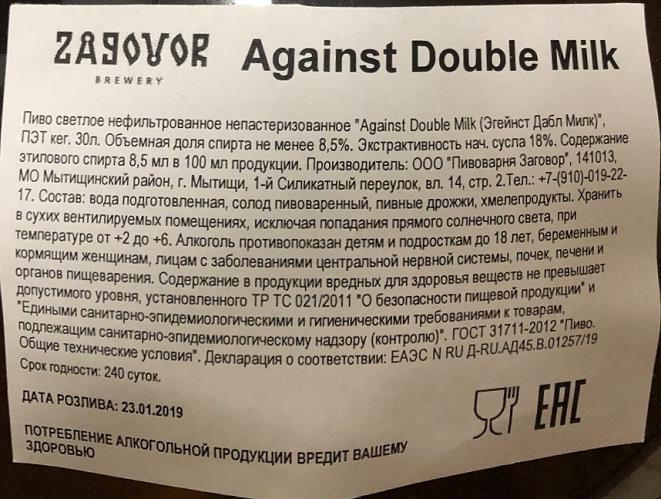 ZAGOVOR
BREWERY
Against Double Milk
Пиво светлое нефильтрованное непастеризованное "Against Double Milk (Эгейнст Дабл Милк)",
ПЭТ кег. 30л. Объемная доля спирта не менее 8,5%. Экстрактивность нач. сусла 18%. Содержание
этилового спирта 8,5 мл в 100 мл продукции. Производитель: ООО "Пивоварня Заговор", 141013,
МО Мытищинский район, г. Мытищи, 1-й Силикатный переулок, вл. 14, стр. 2.Тел.: +7-(910)-019-22-
17. Состав: вода подготовленная, солод пивоваренный, пивные дрожжи, хмелепродукты. Хранить
в сухих вентилируемых помещениях, исключая попадания прямого солнечного света, при
температуре от +2 до +6. Алкоголь противопоказан детям и подросткам до 18 лет, беременным и
кормящим женщинам, лицам с заболеваниями центральной нервной системы, почек, печени и
органов пищеварения. Содержание в продукции вредных для здоровья веществ не превышает
допустимого уровня, установленного ТР ТС 021/2011 "О безопасности пищевой продукции" и
"Едиными санитарно-эпидемиологическими и гигиеническими требованиями к товарам,
подлежащим санитарно-эпидемиологическому надзору (контролю)". ГОСТ 31711-2012 "Пиво.
Общие технические условия". Декларация о соответствии: ЕАЭС N RU Д-RU.АД45.В.01257/19
Срок годности: 240 суток.
ДАТА РОЗЛИВА: 23.01.2019
EAC
ПОТРЕБЛЕНИЕ АЛКОГОЛЬНОЙ ПРОДУКЦИИ ВРЕДИТ ВАШЕМУ
ЗДОРОВЬЮ